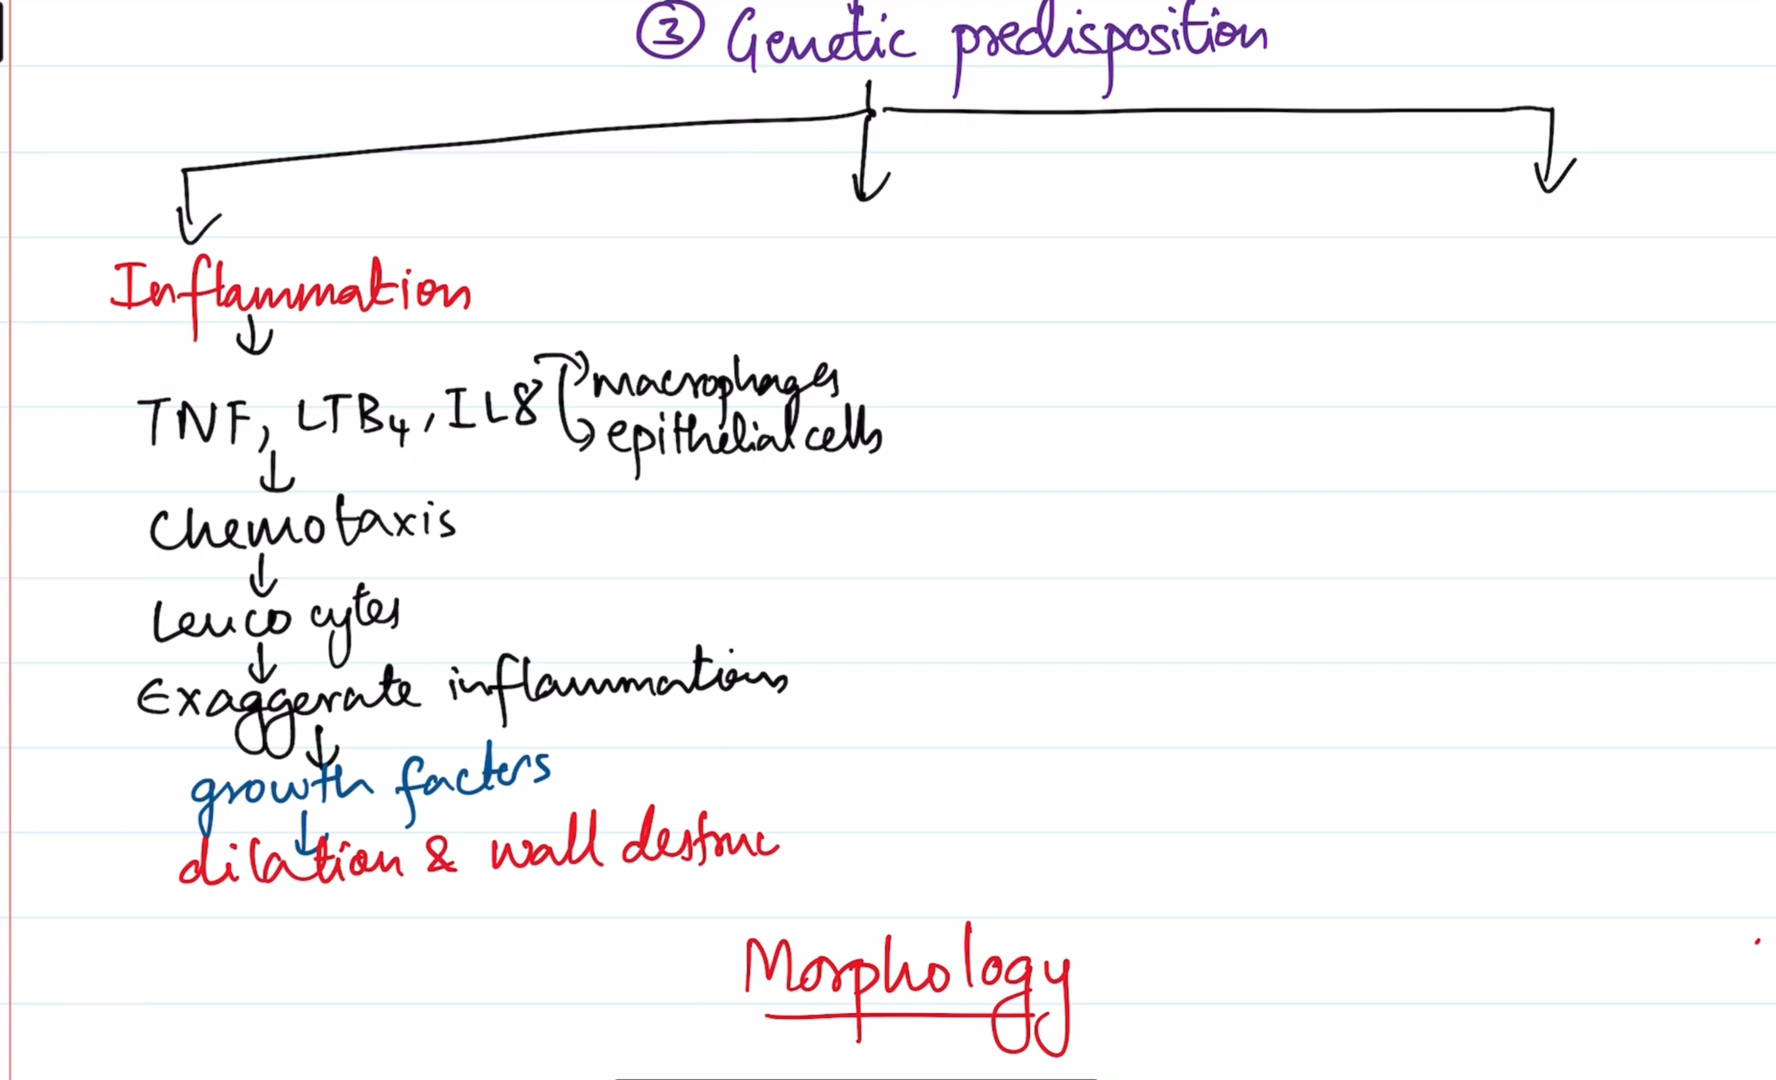 ③ Genetic predisposition
Inflammation
TNF, LTB4, IL8
macrophages
epithelial cells
Chemotaxis
Leucocytes
Exaggerate inflammations
growth factors
dilation & wall destruc
Morphology